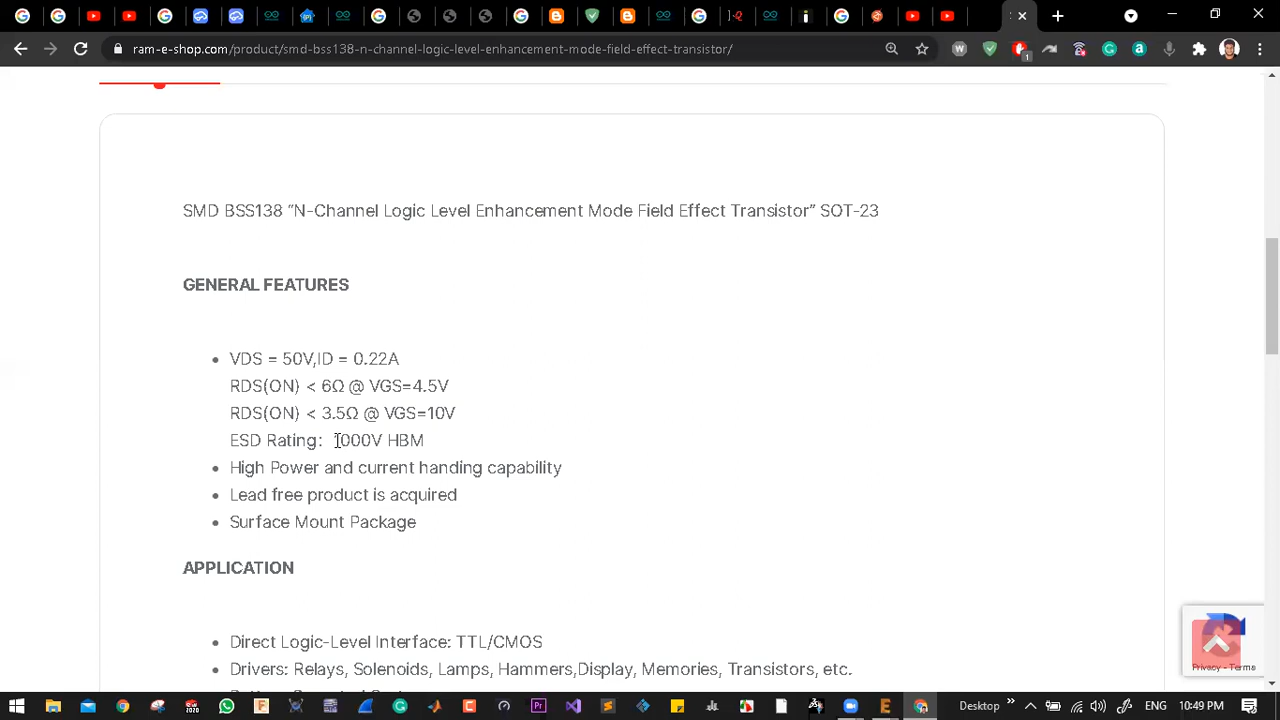 ram-e-shop.com/product/smd-bss138-n-channel-logic-level-enhancement-mode-field-effect-transistor/
1
SMD BSS138 ”N-Channel Logic Level Enhancement Mode Field Effect Transistor” SOT-23
GENERAL FEATURES
VDS = 50V,ID = 0.22A
RDS(ON) < 6Ω @ VGS=4.5V
RDS(ON) < 3.5Ω @ VGS=10V
ESD Rating： 1000V HBM
High Power and current handing capability
Lead free product is acquired
Surface Mount Package
APPLICATION
Direct Logic-Level Interface: TTL/CMOS
Drivers: Relays, Solenoids, Lamps, Hammers,Display, Memories, Transistors, etc.
Privacy - Terms
Desktop
ENG
10:49 PM